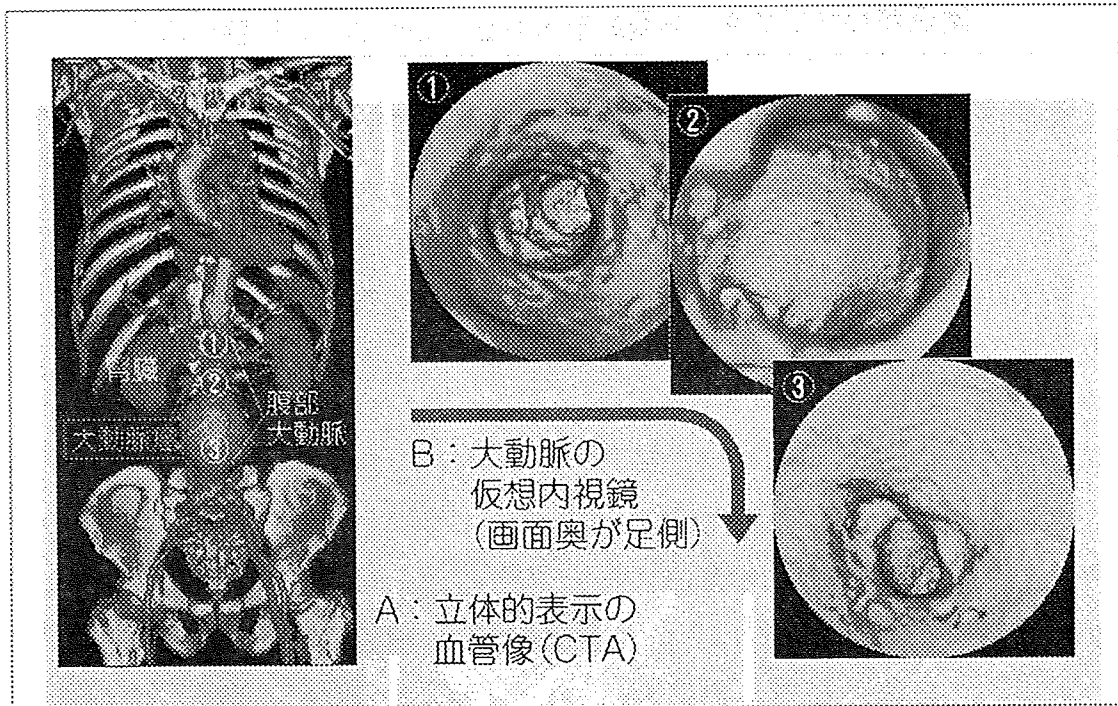 ①
②
③
(1)
(2)
(3)
腎臓
腹部
大動脈
大動脈瘤
B：大動脈の
仮想内視鏡
(画面奥が足側)
A：立体的表示の
血管像(CTA)